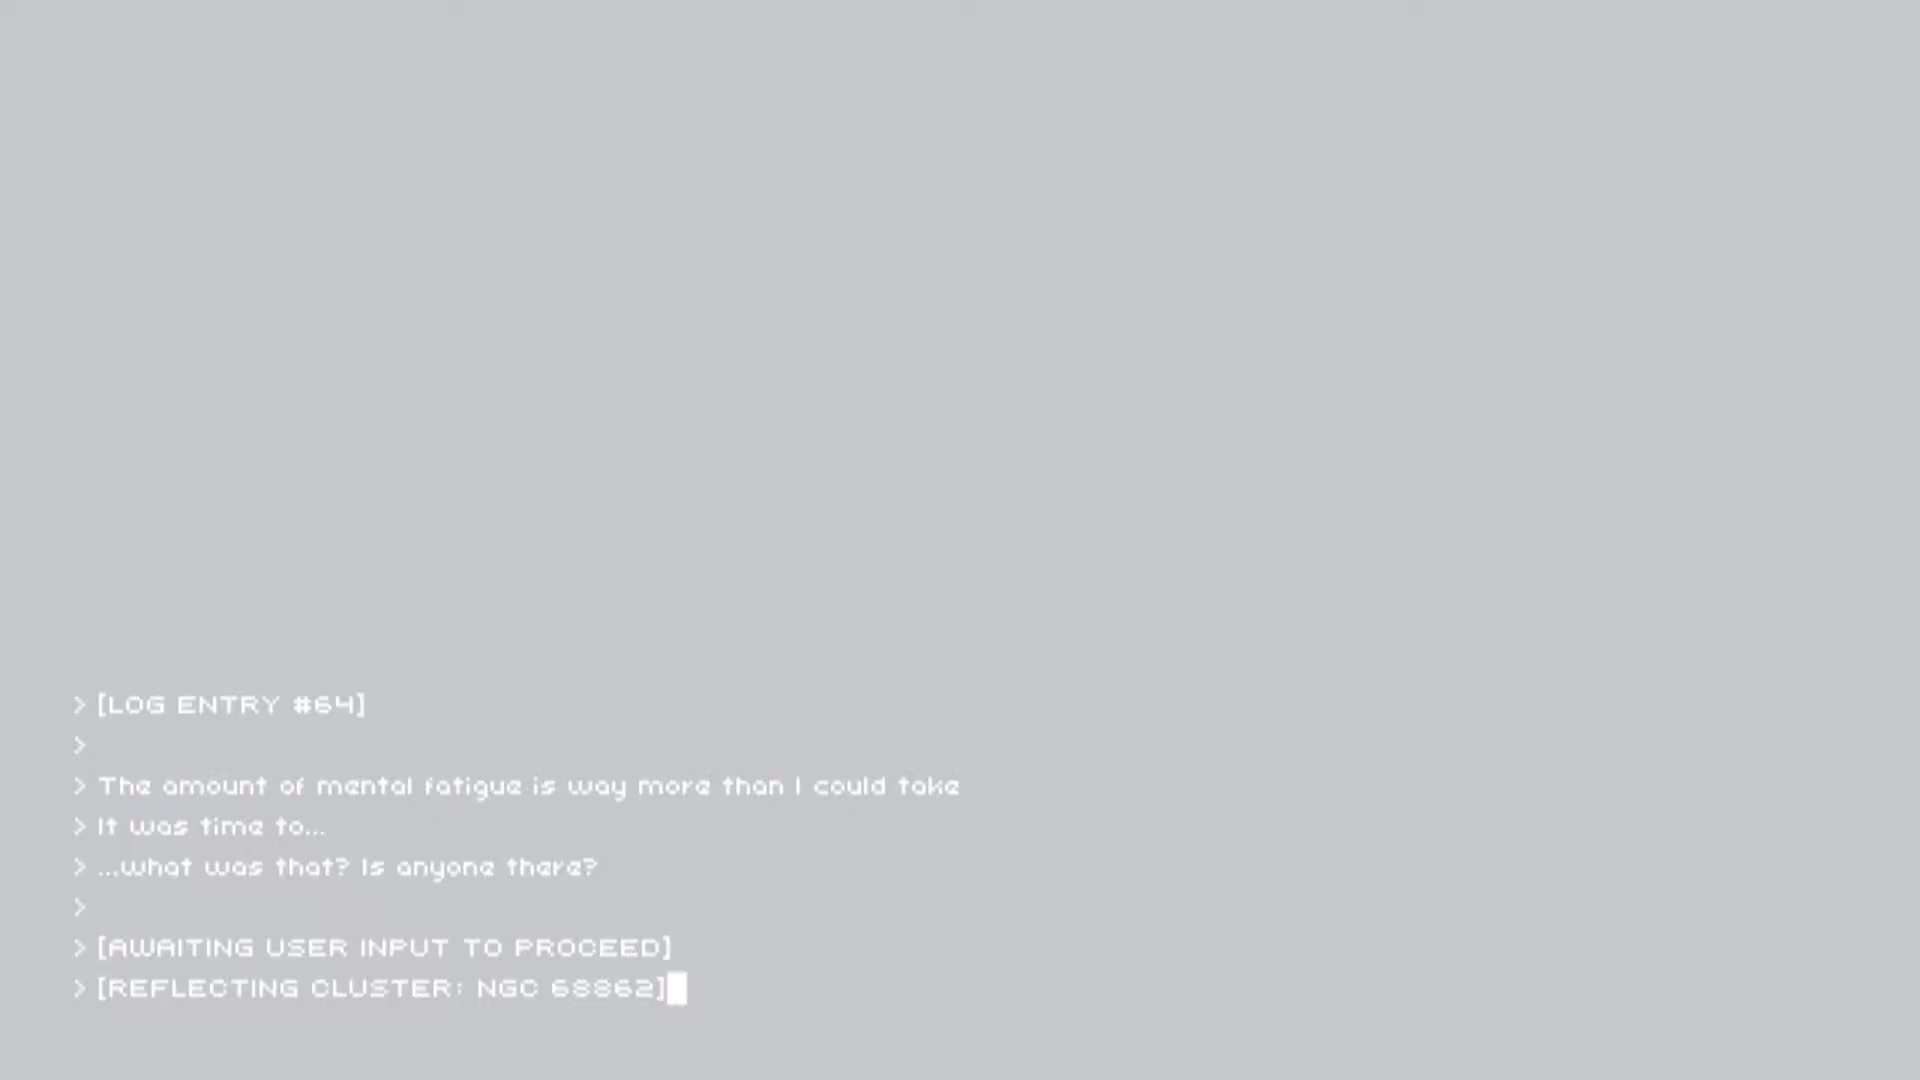 > [LOG ENTRY #64]
>
> The amount of mental fatigue is way more than I could take
> It was time to...
> ...what was that? Is anyone there?
>
> [AWAITING USER INPUT TO PROCEED]
> [REFLECTING CLUSTER: NGC 68862]